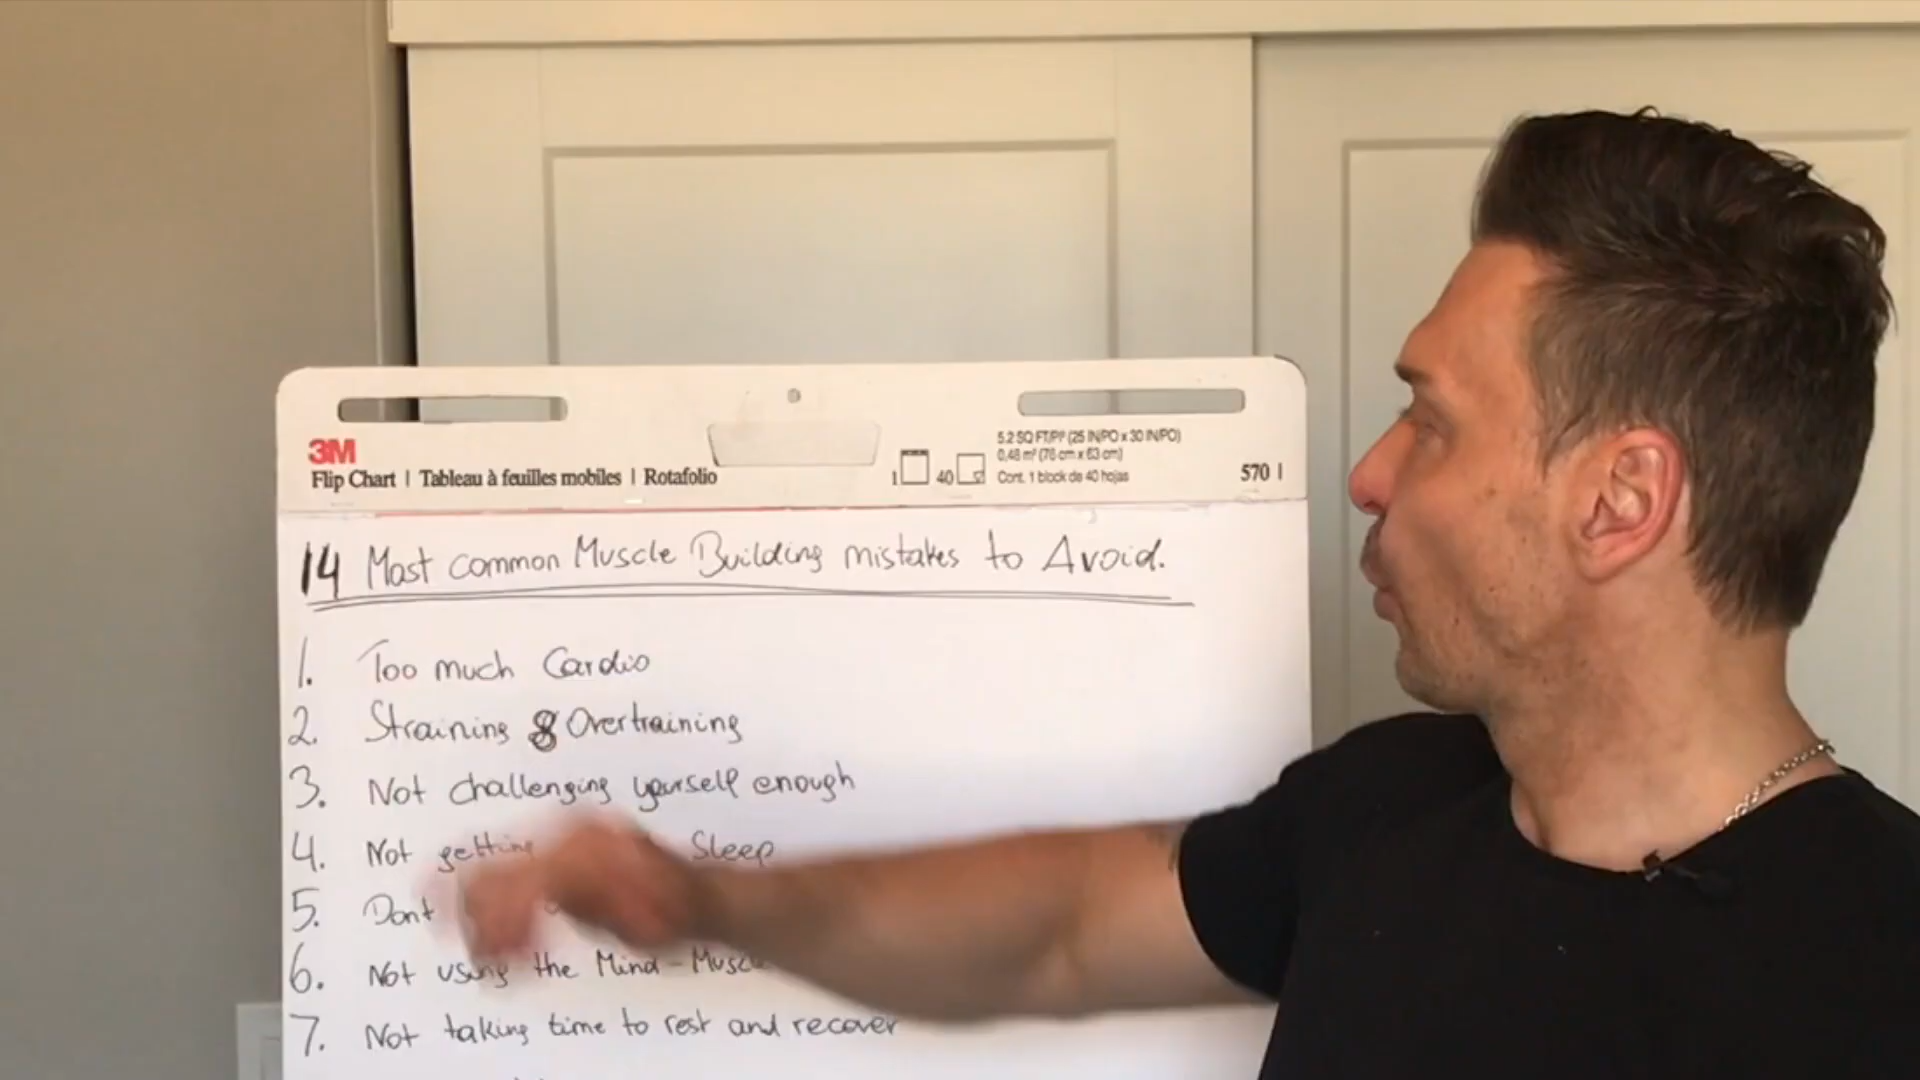 3M
Flip Chart | Tableau à feuilles mobiles | Rotafolio
1 40
5.2 SQ FT/PI² (25 IN/PO x 30 IN/PO)
0,48 m² (76 cm x 63 cm)
Cont. 1 block de 40 hojas
570
14 Most common Muscle Building mistakes to Avoid.
1. Too much Cardio
2. Straining & Overtraining
3. Not challenging yourself enough
4. Not getting Sleep
5. Dont
6. Not using the Mind-Muscle
7. Not taking time to rest and recover